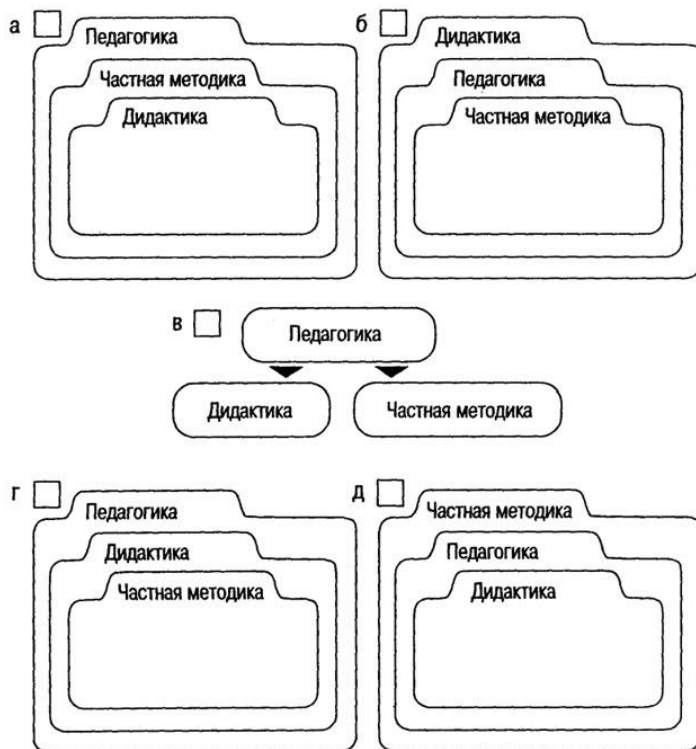 а
Педагогика
Частная методика
Дидактика
б
Дидактика
Педагогика
Частная методика
в
Педагогика
Дидактика
Частная методика
г
Педагогика
Дидактика
Частная методика
д
Частная методика
Педагогика
Дидактика